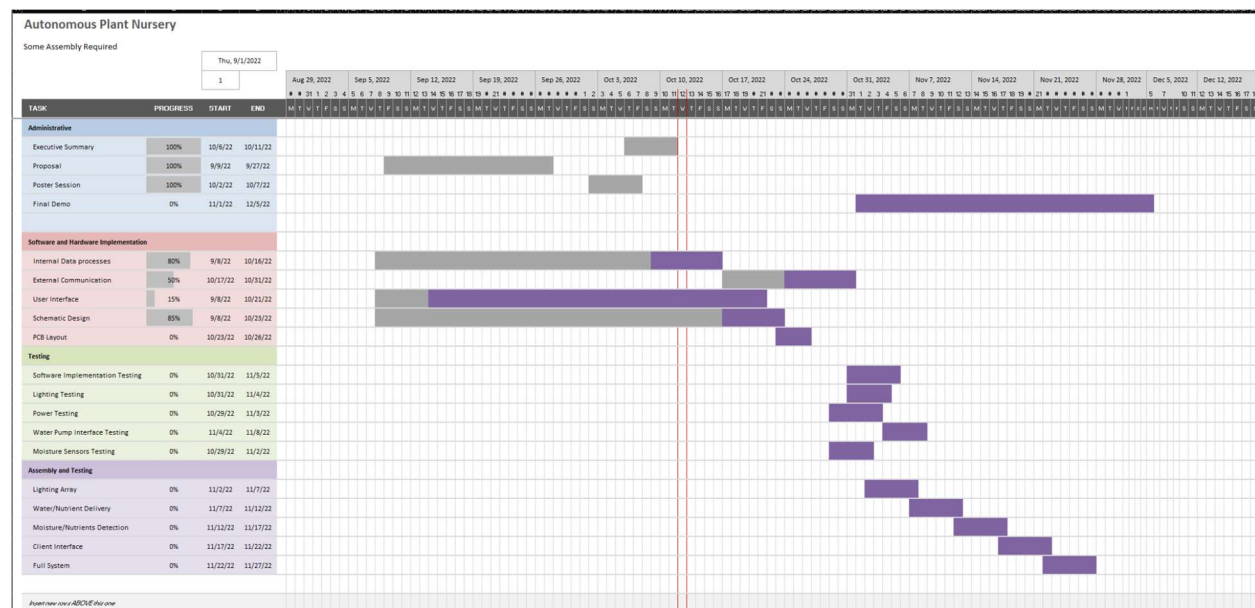 Autonomous Plant Nursery
Some Assembly Required
Thu, 9/1/2022
1
Aug 29, 2022 Sep 5, 2022 Sep 12, 2022 Sep 19, 2022 Sep 26, 2022 Oct 3, 2022 Oct 10, 2022 Oct 17, 2022 Oct 24, 2022 Oct 31, 2022 Nov 7, 2022 Nov 14, 2022 Nov 21, 2022 Nov 28, 2022 Dec 5, 2022 Dec 12, 2022
TASK PROGRESS START END
Administrative
Executive Summary 100% 10/6/22 10/11/22
Proposal 100% 9/9/22 9/27/22
Poster Session 100% 10/2/22 10/7/22
Final Demo 0% 11/1/22 12/5/22
Software and Hardware Implementation
Internal Data processes 80% 9/8/22 10/16/22
External Communication 50% 10/17/22 10/31/22
User Interface 15% 9/8/22 10/21/22
Schematic Design 85% 9/8/22 10/23/22
PCB Layout 0% 10/23/22 10/26/22
Testing
Software Implementation Testing 0% 10/31/22 11/5/22
Lighting Testing 0% 10/31/22 11/4/22
Power Testing 0% 10/29/22 11/3/22
Water Pump Interface Testing 0% 11/4/22 11/8/22
Moisture Sensors Testing 0% 10/29/22 11/2/22
Assembly and Testing
Lighting Array 0% 11/2/22 11/7/22
Water/Nutrient Delivery 0% 11/7/22 11/12/22
Moisture/Nutrients Detection 0% 11/12/22 11/17/22
Client Interface 0% 11/17/22 11/22/22
Full System 0% 11/22/22 11/27/22
Insert new rows ABOVE this one